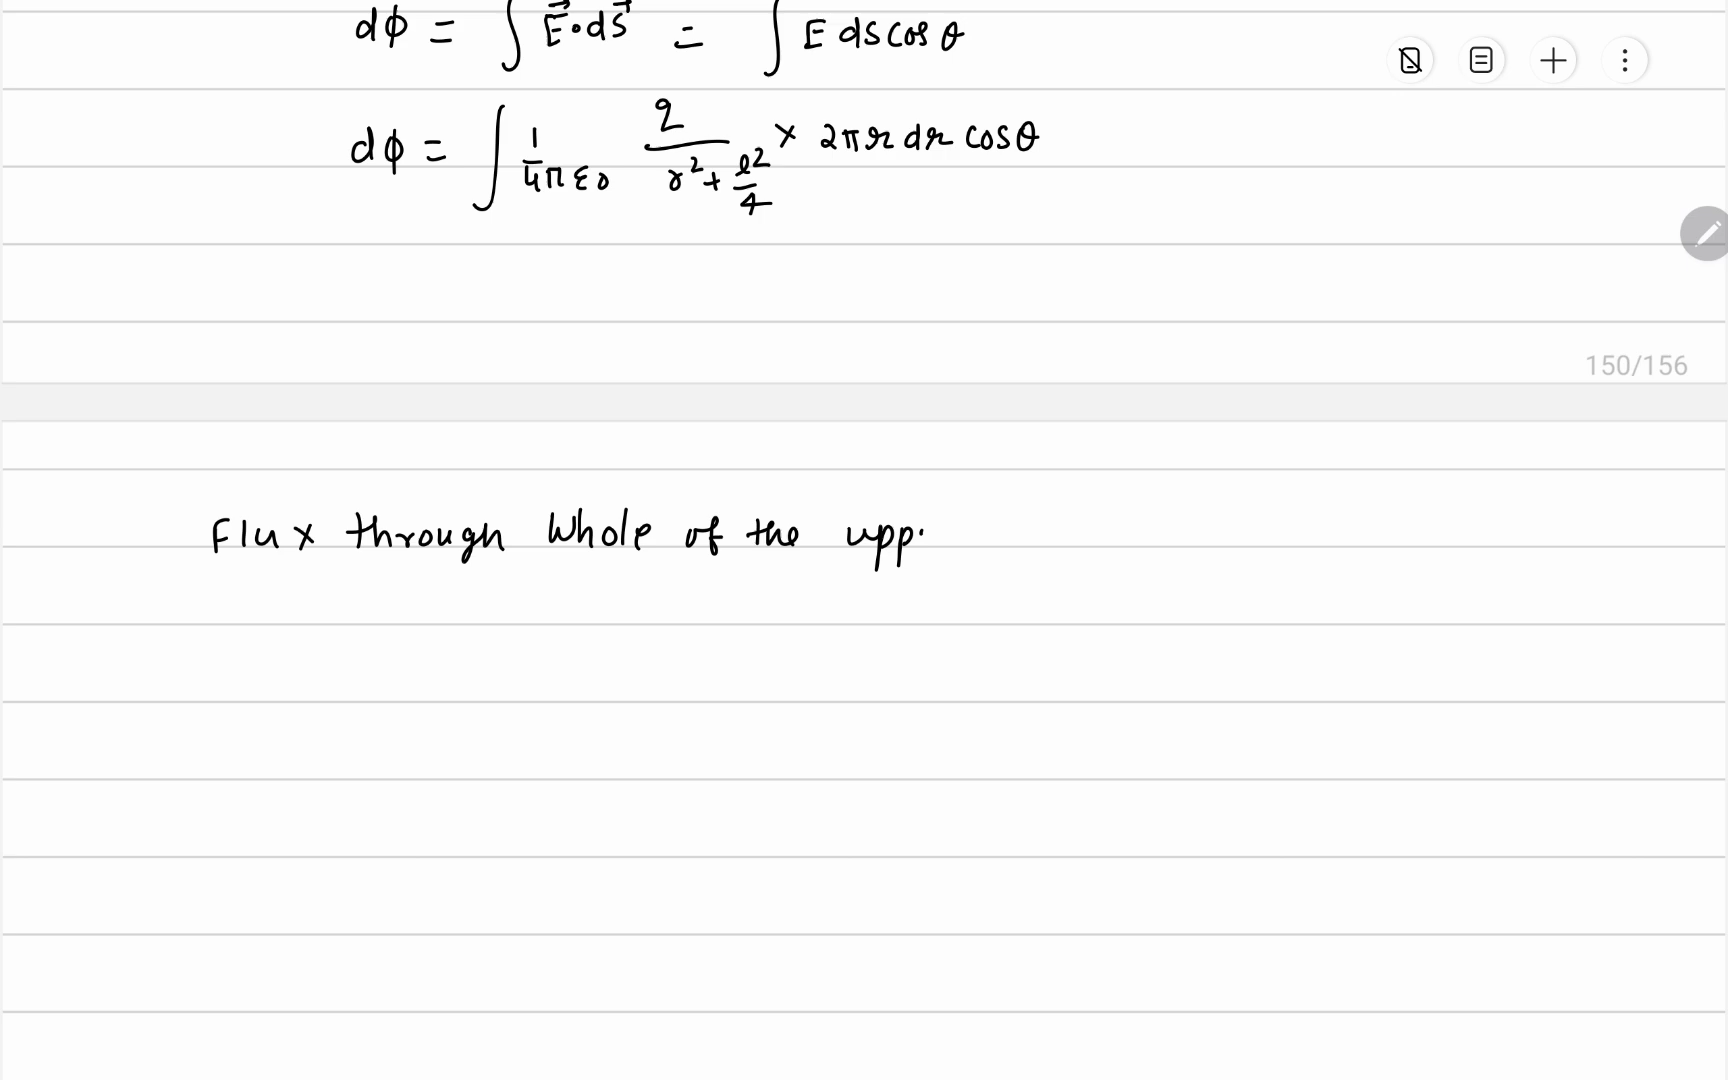 dϕ = ∫ E⃗·dS⃗ = ∫ E ds cos θ
dϕ = ∫ 1/4πε0 q/(r² + l²/4) × 2πr dr cos θ
150/156
Flux through Whole of the upp